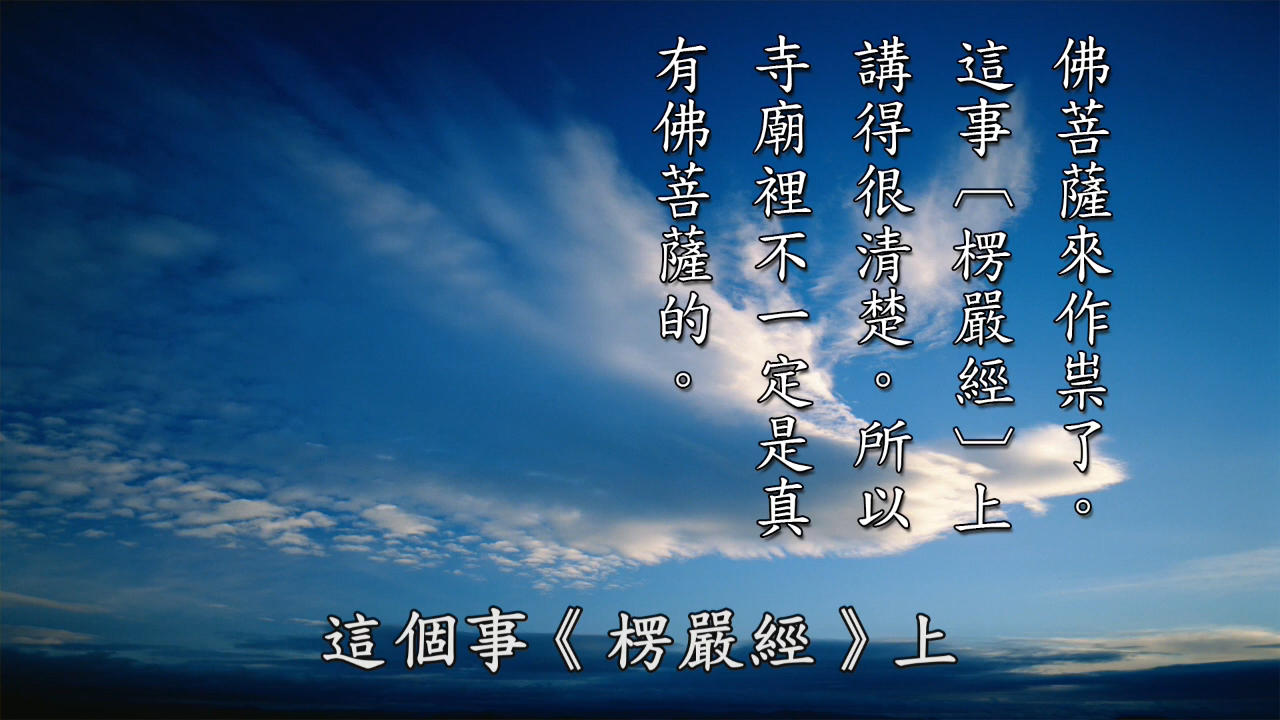 佛菩薩來作祟了。
這事〔楞嚴經〕上
講得很清楚。所以
寺廟裡不一定是真
有佛菩薩的。
這個事《楞嚴經》上